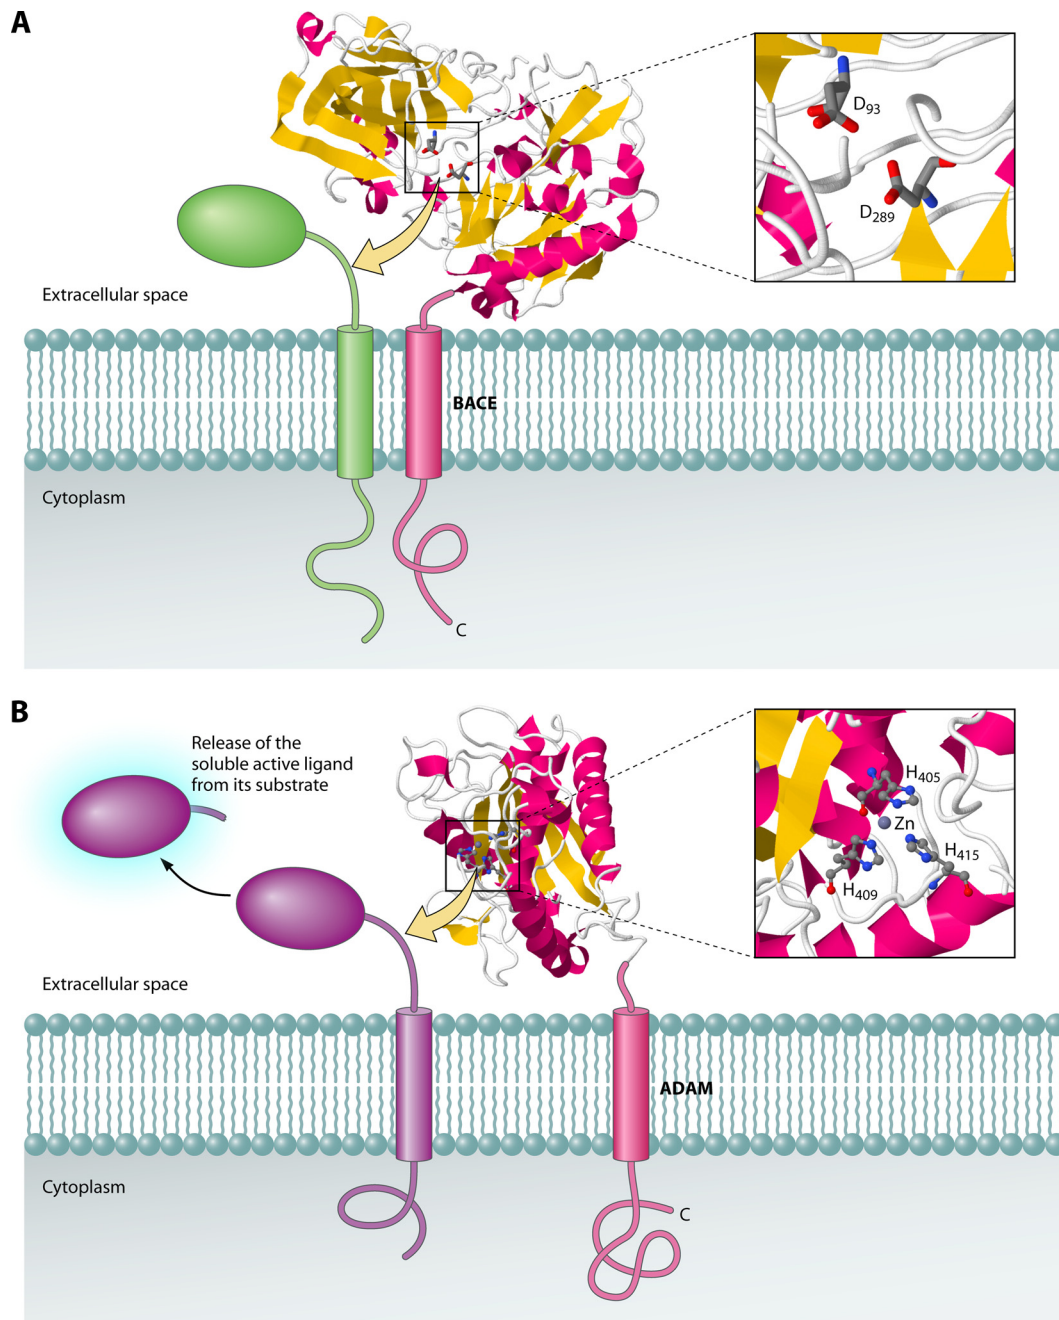 A
D93
D289
Extracellular space
BACE
Cytoplasm
C
B
Release of the
soluble active ligand
from its substrate
H405
Zn
H415
H409
Extracellular space
ADAM
Cytoplasm
C